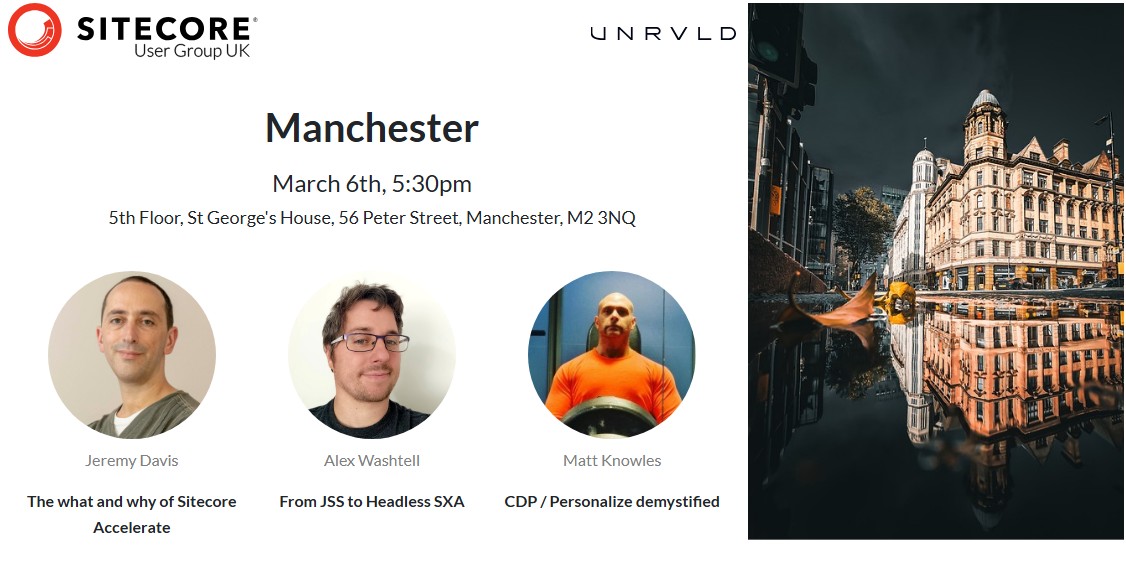 SITECORE®
User Group UK
UNRVLD
Manchester
March 6th, 5:30pm
5th Floor, St George's House, 56 Peter Street, Manchester, M2 3NQ
Jeremy Davis
Alex Washtell
Matt Knowles
The what and why of Sitecore
Accelerate
From JSS to Headless SXA
CDP / Personalize demystified